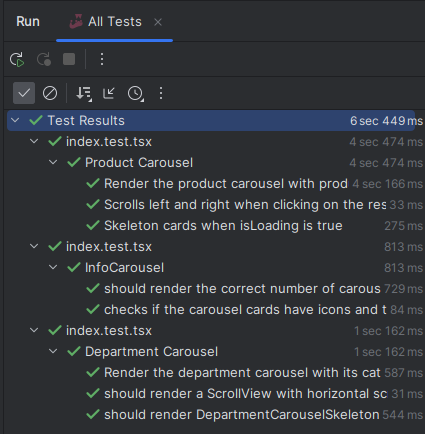 Run All Tests
Test Results 6 sec 449 ms
index.test.tsx 4 sec 474 ms
Product Carousel 4 sec 474 ms
Render the product carousel with prod 4 sec 166 ms
Scrolls left and right when clicking on the res 33 ms
Skeleton cards when isLoading is true 275 ms
index.test.tsx 813 ms
InfoCarousel 813 ms
should render the correct number of carous 729 ms
checks if the carousel cards have icons and t 84 ms
index.test.tsx 1 sec 162 ms
Department Carousel 1 sec 162 ms
Render the department carousel with its cat 587 ms
should render a ScrollView with horizontal sc 31 ms
should render DepartmentCarouselSkeleton 544 ms